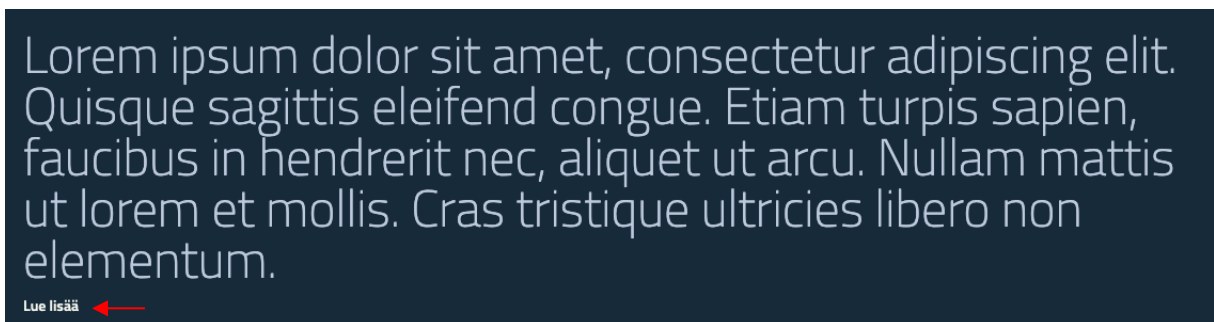 Lorem ipsum dolor sit amet, consectetur adipiscing elit.
Quisque sagittis eleifend congue. Etiam turpis sapien,
faucibus in hendrerit nec, aliquet ut arcu. Nullam mattis
ut lorem et mollis. Cras tristique ultricies libero non
elementum.
Lue lisää